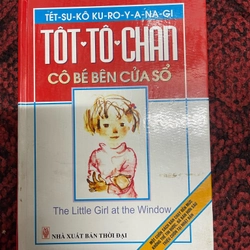 TÉT-SU-KÔ KU-RO-Y-A-NA-GI
TÔT-TÔ-CHAN
CÔ BÉ BÊN CỬA SỔ
The Little Girl at the Window
NHÀ XUẤT BẢN THỜI ĐẠI